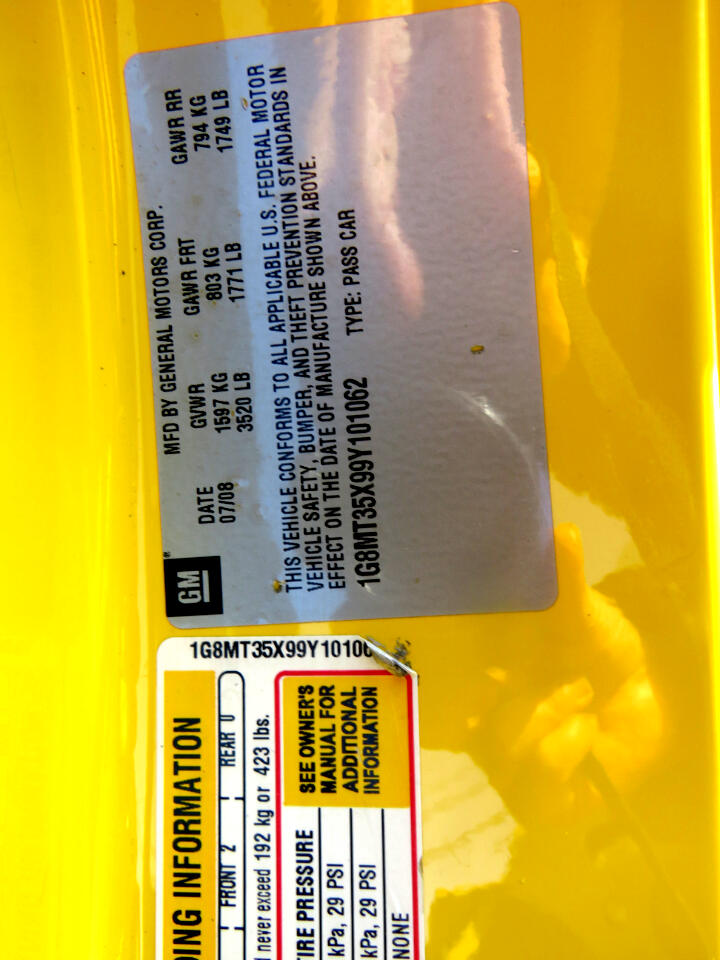 GM
MFD BY GENERAL MOTORS CORP.
DATE GVWR GAWR FRT GAWR RR
07/08 1597 KG 803 KG 794 KG
3520 LB 1771 LB 1749 LB
THIS VEHICLE CONFORMS TO ALL APPLICABLE U.S. FEDERAL MOTOR
VEHICLE SAFETY, BUMPER, AND THEFT PREVENTION STANDARDS IN
EFFECT ON THE DATE OF MANUFACTURE SHOWN ABOVE.
1G8MT35X99Y101062 TYPE: PASS CAR
1G8MT35X99Y10106
DING INFORMATION
FRONT 2 REAR 0
d never exceed 192 kg or 423 lbs.
TIRE PRESSURE
kPa, 29 PSI
kPa, 29 PSI
NONE
SEE OWNER'S
MANUAL FOR
ADDITIONAL
INFORMATION